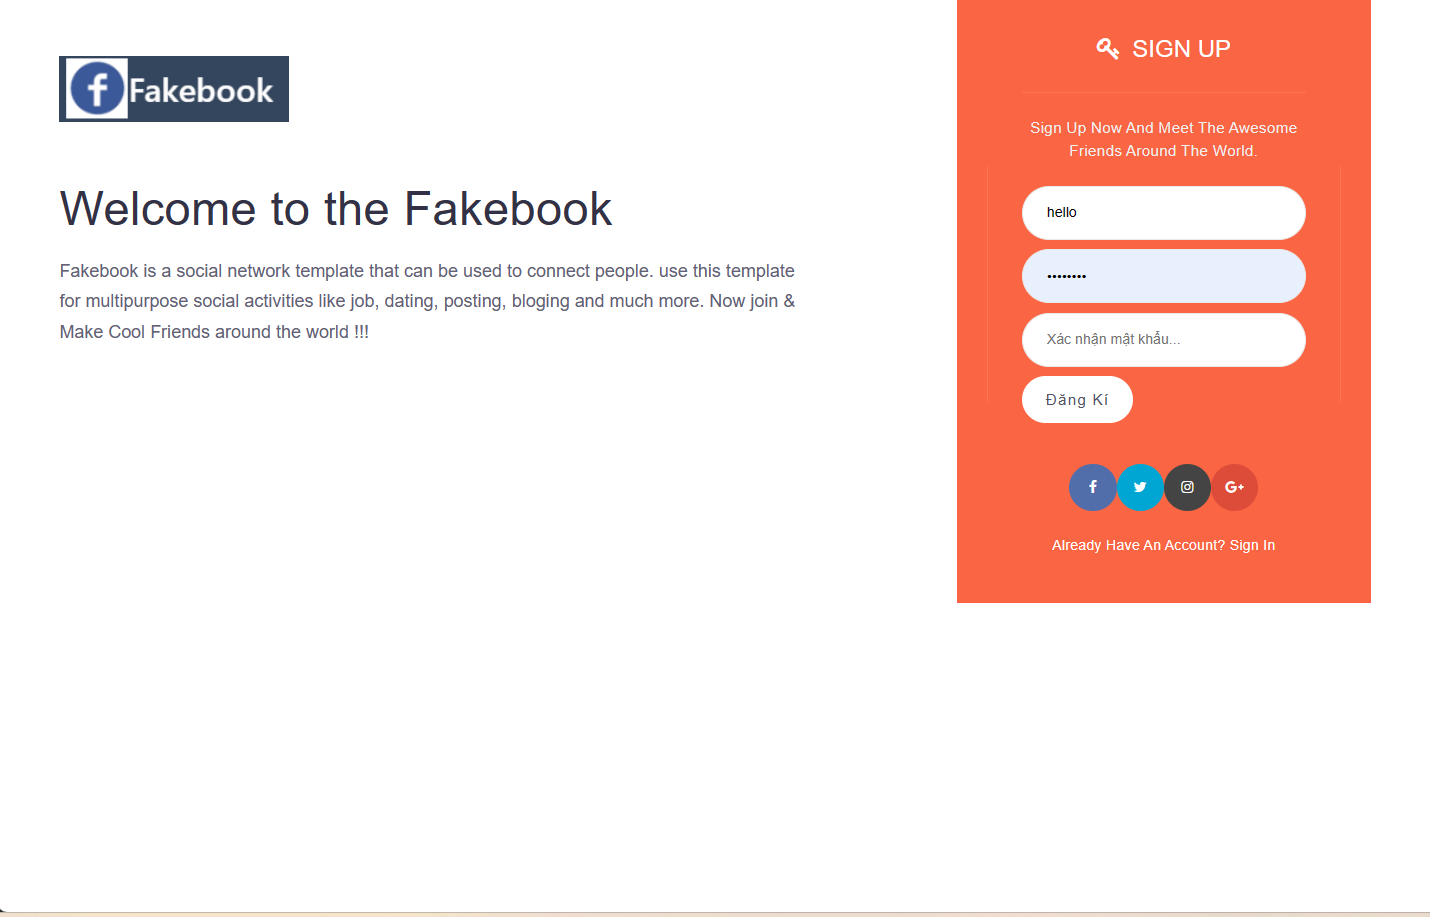 Fakebook
Welcome to the Fakebook
Fakebook is a social network template that can be used to connect people. use this template
for multipurpose social activities like job, dating, posting, bloging and much more. Now join &
Make Cool Friends around the world !!!
SIGN UP
Sign Up Now And Meet The Awesome
Friends Around The World.
hello
••••••••
Xác nhận mật khẩu...
Đăng Kí
Already Have An Account? Sign In